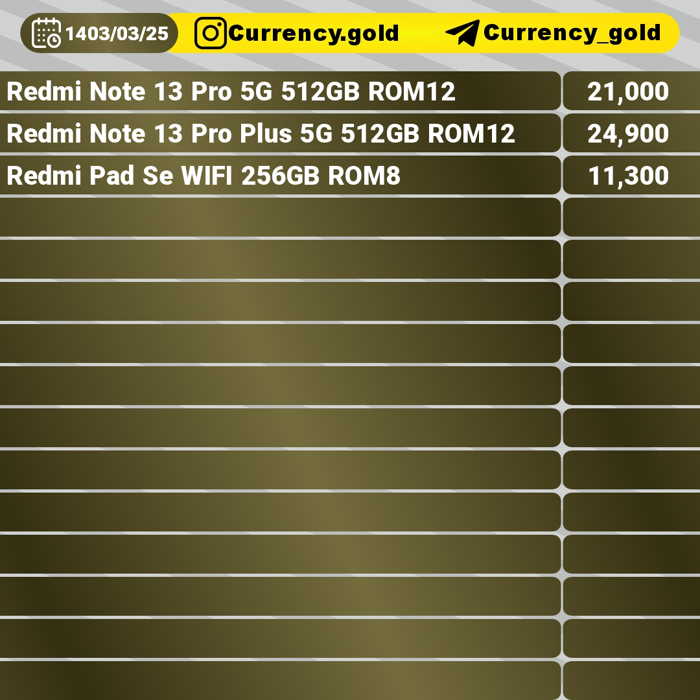 1403/03/25 Currency.gold Currency_gold
Redmi Note 13 Pro 5G 512GB ROM12 21,000
Redmi Note 13 Pro Plus 5G 512GB ROM12 24,900
Redmi Pad Se WIFI 256GB ROM8 11,300